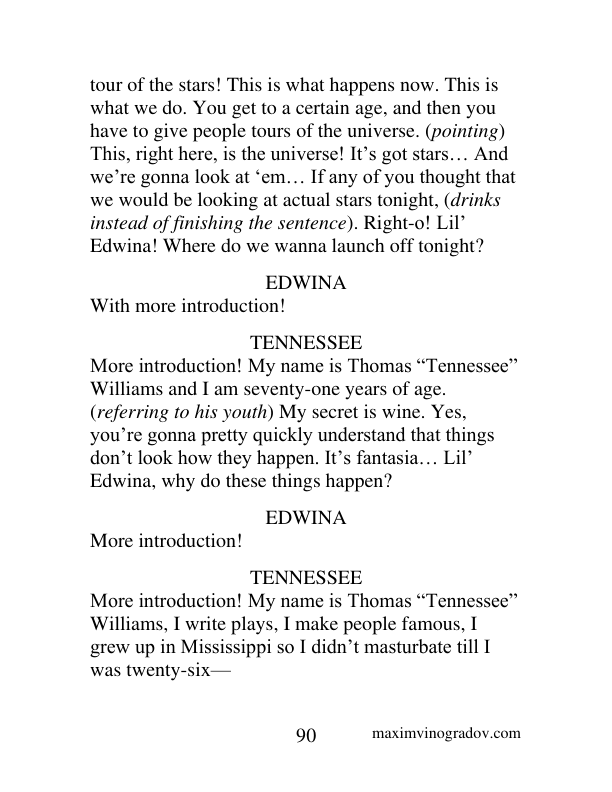 tour of the stars! This is what happens now. This is
what we do. You get to a certain age, and then you
have to give people tours of the universe. (pointing)
This, right here, is the universe! It’s got stars… And
we’re gonna look at ‘em… If any of you thought that
we would be looking at actual stars tonight, (drinks
instead of finishing the sentence). Right-o! Lil’
Edwina! Where do we wanna launch off tonight?
EDWINA
With more introduction!
TENNESSEE
More introduction! My name is Thomas “Tennessee”
Williams and I am seventy-one years of age.
(referring to his youth) My secret is wine. Yes,
you’re gonna pretty quickly understand that things
don’t look how they happen. It’s fantasia… Lil’
Edwina, why do these things happen?
EDWINA
More introduction!
TENNESSEE
More introduction! My name is Thomas “Tennessee”
Williams, I write plays, I make people famous, I
grew up in Mississippi so I didn’t masturbate till I
was twenty-six—
90 maximvinogradov.com